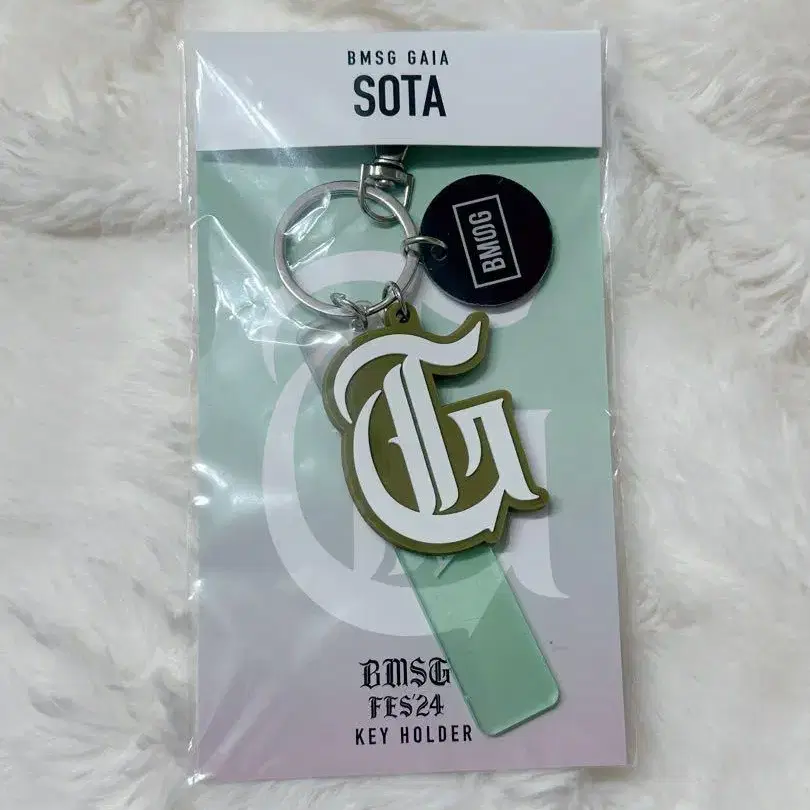 BMSG GAIA
SOTA
BMSG
G
BMSG
FES'24
KEY HOLDER